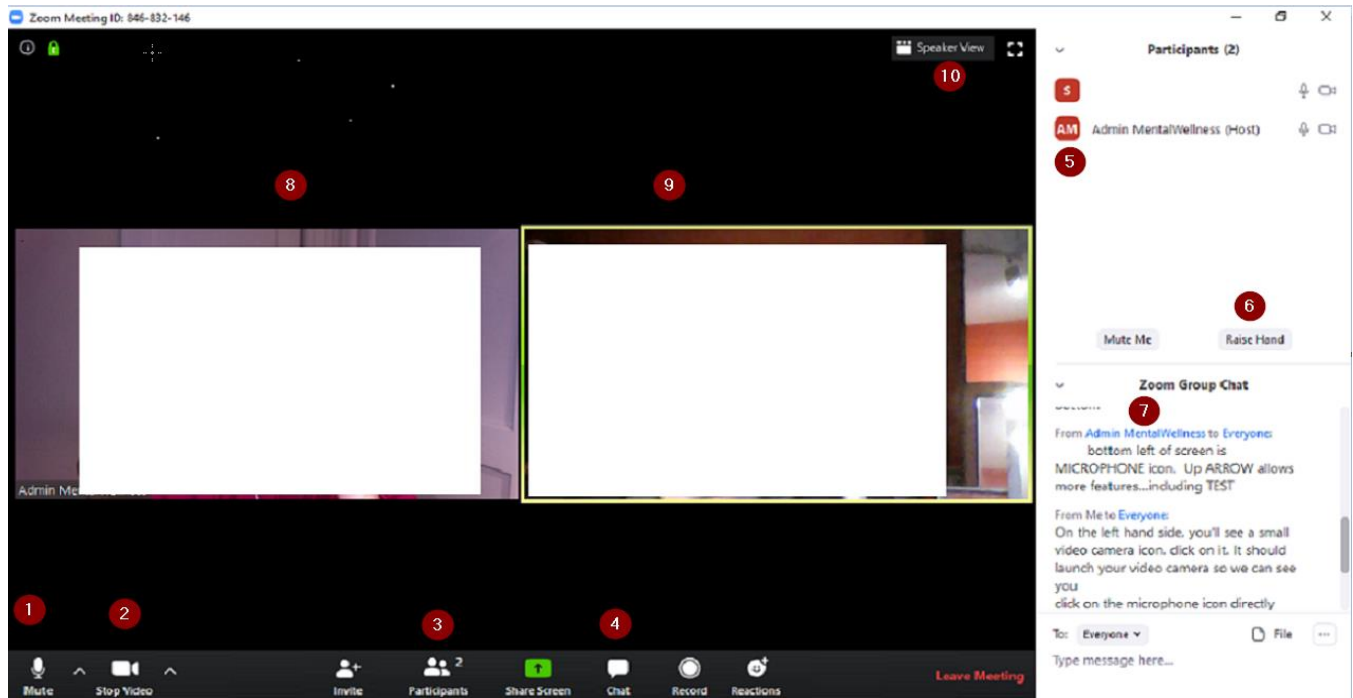 Zoom Meeting ID: 846-832-146
Speaker View
10
8
9
Admin Me
1
2
3
4
2
Mute
Stop Video
Invite
Participants
Share Screen
Chat
Record
Reactions
Leave Meeting
Participants (2)
S
AM Admin MentalWellness (Host)
5
6
Mute Me Raise Hand
Zoom Group Chat
7
From Admin MentalWellness to Everyone:
bottom left of screen is
MICROPHONE icon. Up ARROW allows
more features...including TEST
From Me to Everyone:
On the left hand side, you'll see a small
video camera icon, click on it. It should
launch your video camera so we can see
you
click on the microphone icon directly
To: Everyone File ...
Type message here...